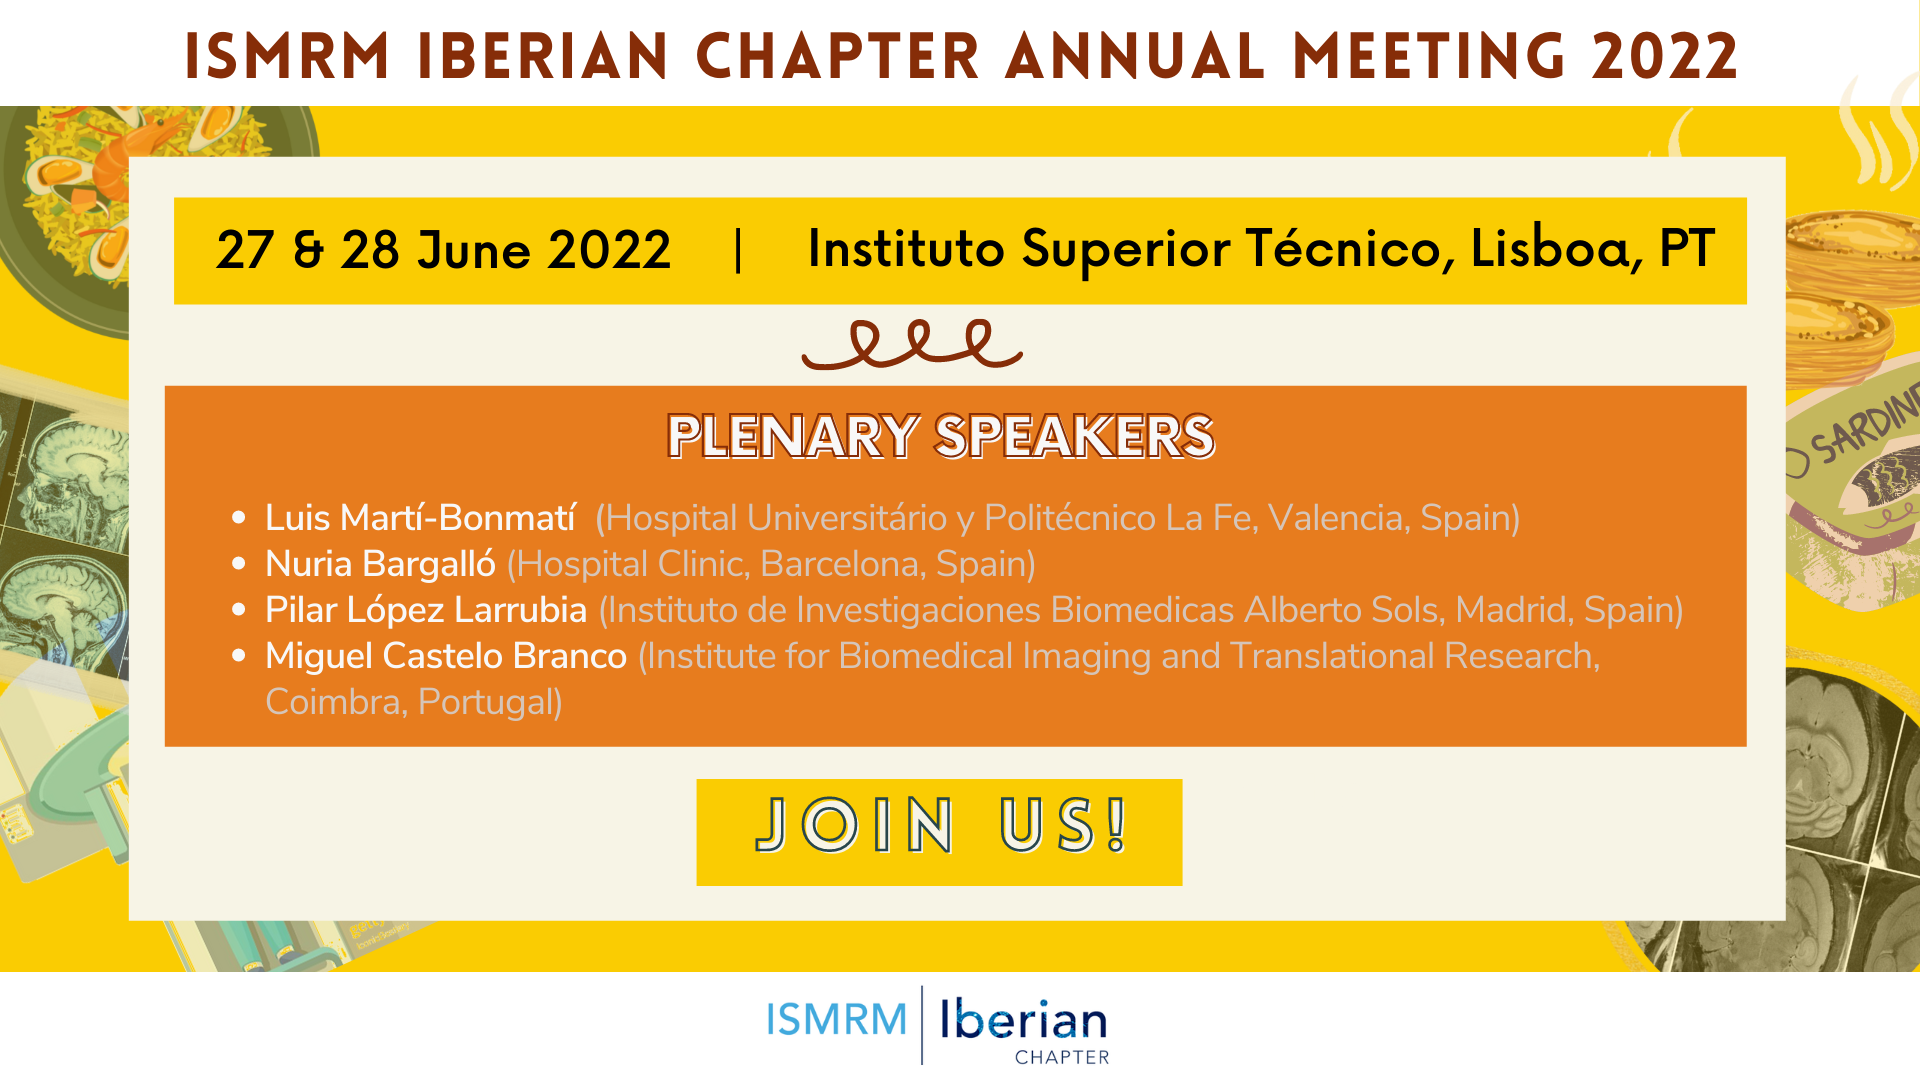 ISMRM IBERIAN CHAPTER ANNUAL MEETING 2022
27 & 28 June 2022 | Instituto Superior Técnico, Lisboa, PT
PLENARY SPEAKERS
• Luis Martí-Bonmatí (Hospital Universitário y Politécnico La Fe, Valencia, Spain)
• Nuria Bargalló (Hospital Clinic, Barcelona, Spain)
• Pilar López Larrubia (Instituto de Investigaciones Biomedicas Alberto Sols, Madrid, Spain)
• Miguel Castelo Branco (Institute for Biomedical Imaging and Translational Research,
Coimbra, Portugal)
JOIN US!
ISMRM | Iberian
CHAPTER